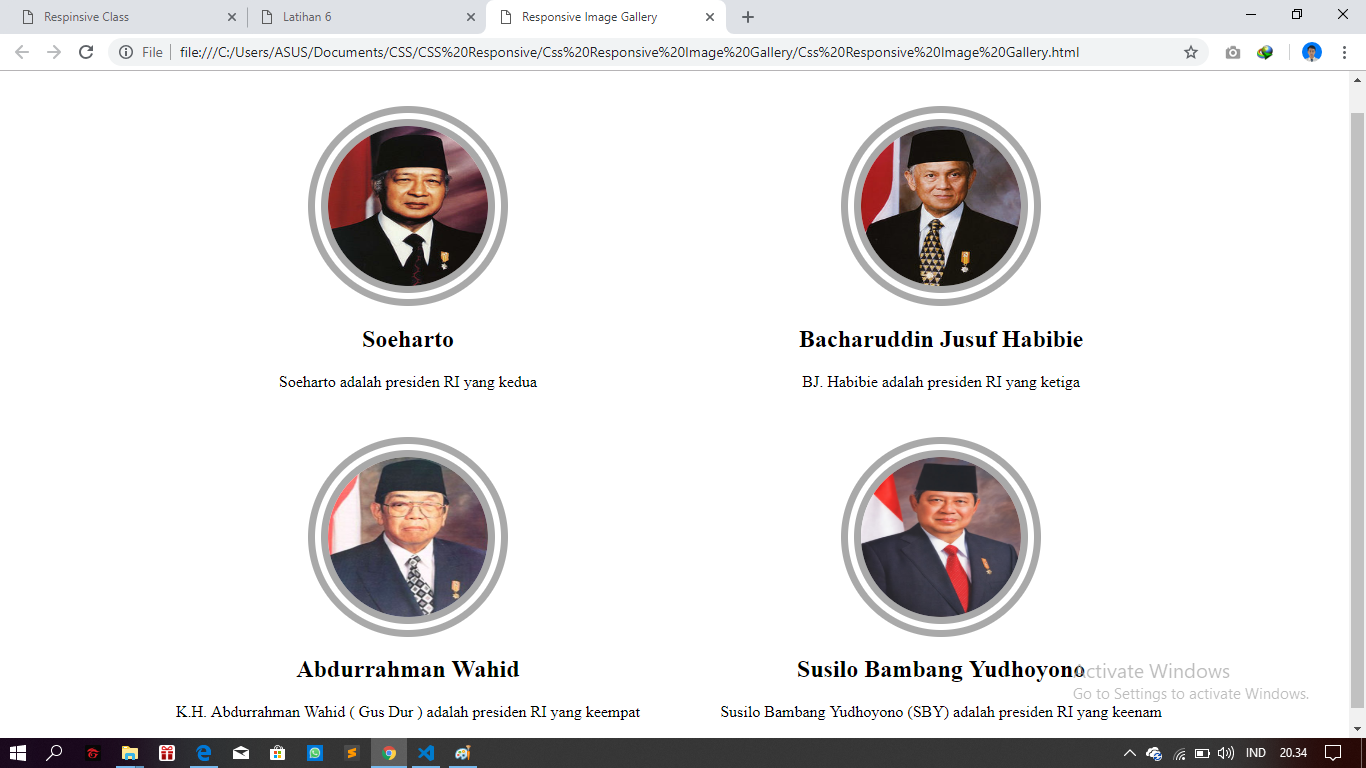 Respinsive Class
Latihan 6
Responsive Image Gallery
File
file:///C:/Users/ASUS/Documents/CSS/CSS%20Responsive/Css%20Responsive%20Image%20Gallery/Css%20Responsive%20Image%20Gallery.html
Soeharto
Bacharuddin Jusuf Habibie
Soeharto adalah presiden RI yang kedua
BJ. Habibie adalah presiden RI yang ketiga
Abdurrahman Wahid
Susilo Bambang Yudhoyono
Activate Windows
Go to Settings to activate Windows.
K.H. Abdurrahman Wahid ( Gus Dur ) adalah presiden RI yang keempat
Susilo Bambang Yudhoyono (SBY) adalah presiden RI yang keenam
IND
20.34